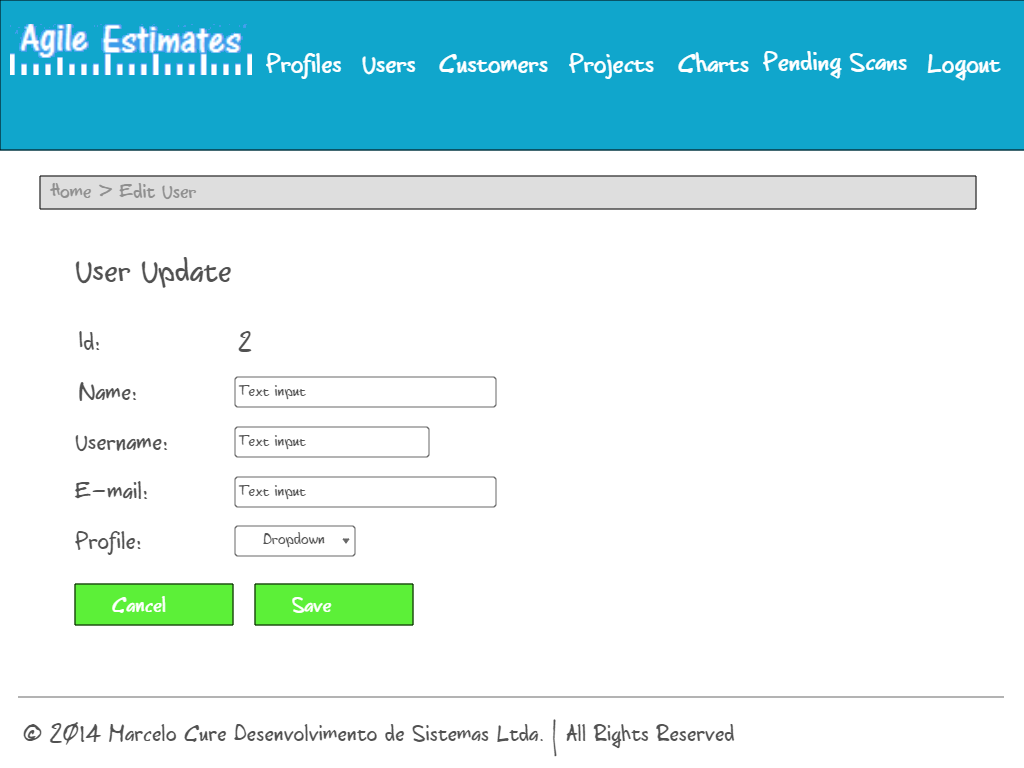 Agile Estimates
Profiles Users Customers Projects Charts Pending Scans Logout
Home > Edit User
User Update
Id: 2
Name: Text input
Username: Text input
E-mail: Text input
Profile: Dropdown
Cancel Save
© 2014 Marcelo Cure Desenvolvimento de Sistemas Ltda. | All Rights Reserved